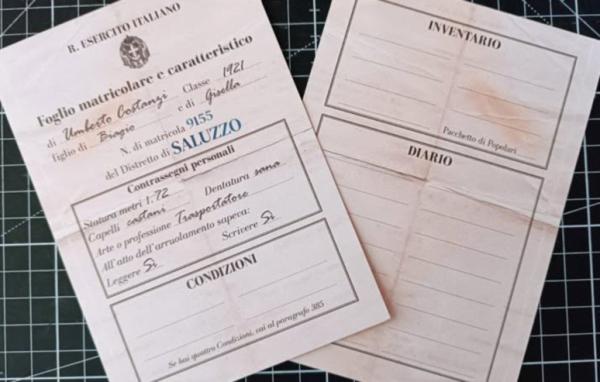 R. ESERCITO ITALIANO
Foglio matricolare e caratteristico
di Umberto Costanzi Classe 1921
figlio di Biagio e di Gisella
N. di matricola 9155
del Distretto di SALUZZO
Contrassegni personali
Statura metri 1.72 Dentatura sana
Capelli castani
Arte o professione Trasportatore
All'atto dell'arruolamento sapeva:
Leggere Sì Scrivere Sì
CONDIZIONI
Se hai quattro Condizioni, vai al paragrafo 385
INVENTARIO
Pacchetto di Popolari
DIARIO